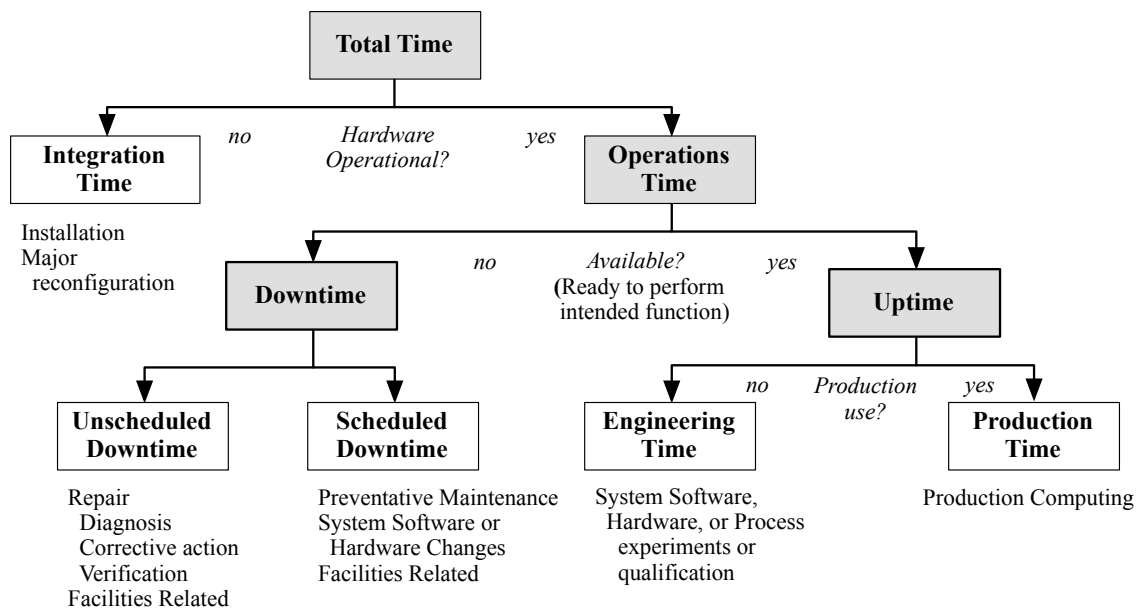 Total Time
no
Hardware
Operational?
yes
Integration
Time
Operations
Time
Installation
Major
reconfiguration
no
Available?
(Ready to perform
intended function)
yes
Downtime
Uptime
no
Production
use?
yes
Unscheduled
Downtime
Scheduled
Downtime
Engineering
Time
Production
Time
Repair
Diagnosis
Corrective action
Verification
Facilities Related
Preventative Maintenance
System Software or
Hardware Changes
Facilities Related
System Software,
Hardware, or Process
experiments or
qualification
Production Computing